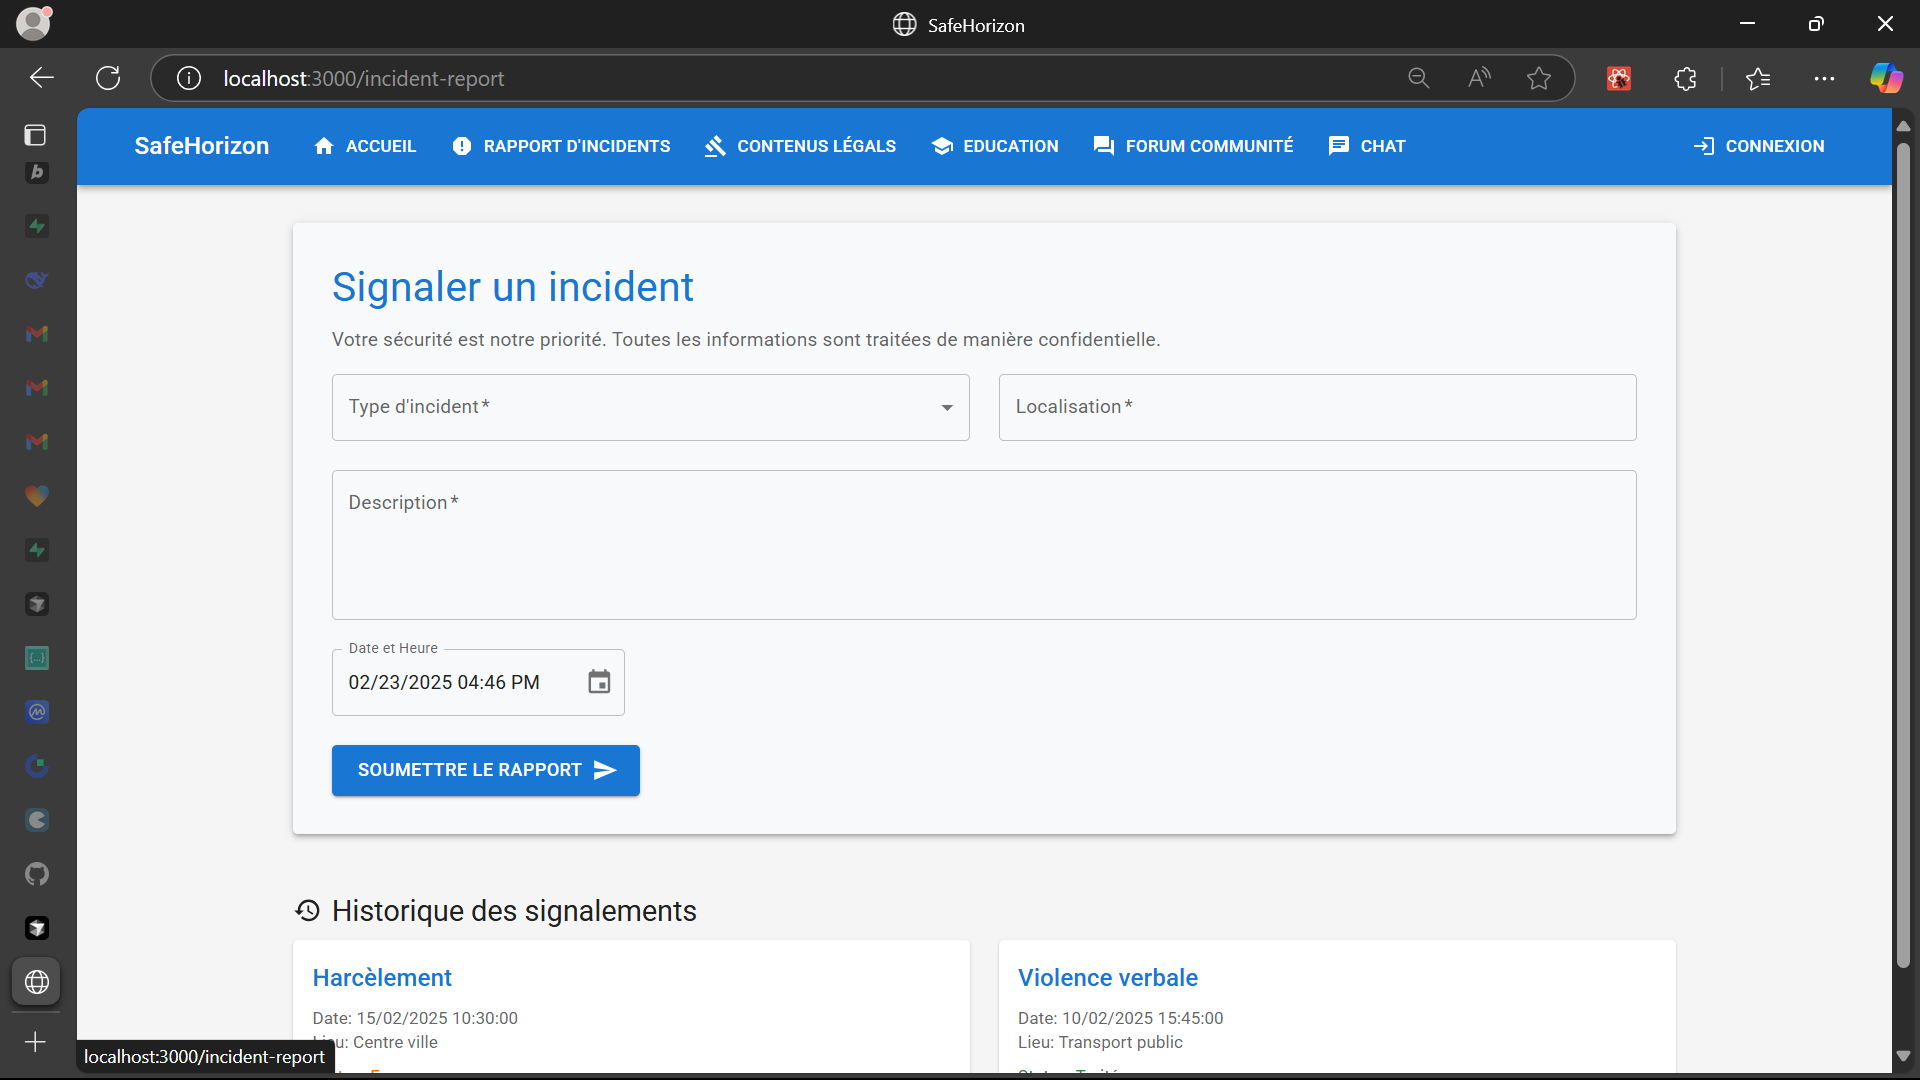 SafeHorizon
localhost:3000/incident-report
SafeHorizon
ACCUEIL
RAPPORT D'INCIDENTS
CONTENUS LÉGALS
EDUCATION
FORUM COMMUNITÉ
CHAT
CONNEXION
Signaler un incident
Votre sécurité est notre priorité. Toutes les informations sont traitées de manière confidentielle.
Type d'incident *
Localisation *
Description *
Date et Heure
02/23/2025 04:46 PM
SOUMETTRE LE RAPPORT
Historique des signalements
Harcèlement
Date: 15/02/2025 10:30:00
Centre ville
Violence verbale
Date: 10/02/2025 15:45:00
Lieu: Transport public
localhost:3000/incident-report